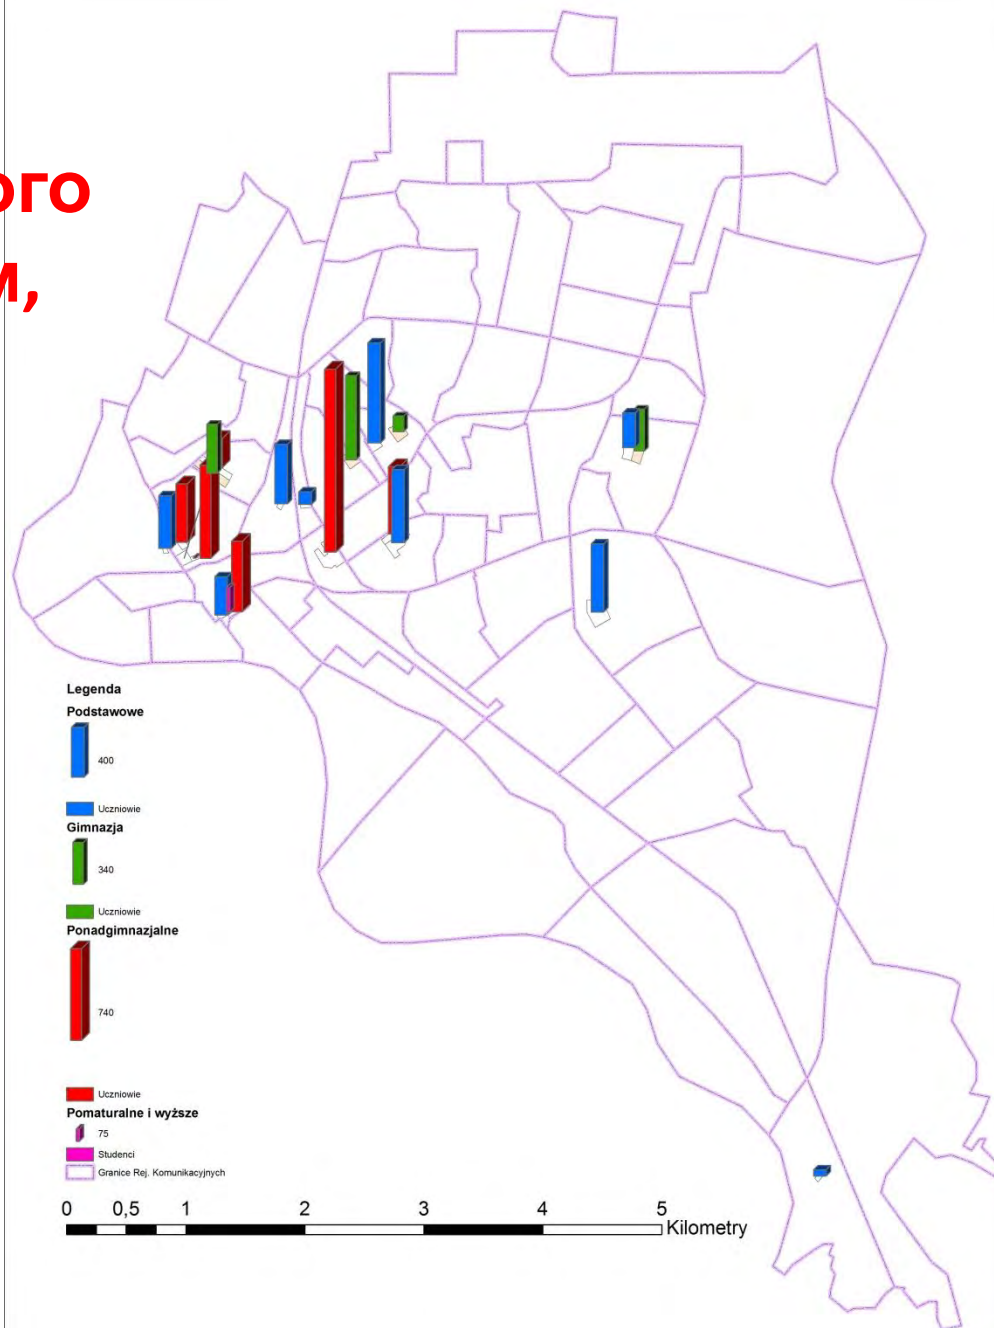 ого
м,
Legenda
Podstawowe
400
Uczniowie
Gimnazja
340
Uczniowie
Ponadgimnazjalne
740
Uczniowie
Pomaturalne i wyższe
75
Studenci
Granice Rej. Komunikacyjnych
0 0,5 1 2 3 4 5
Kilometry